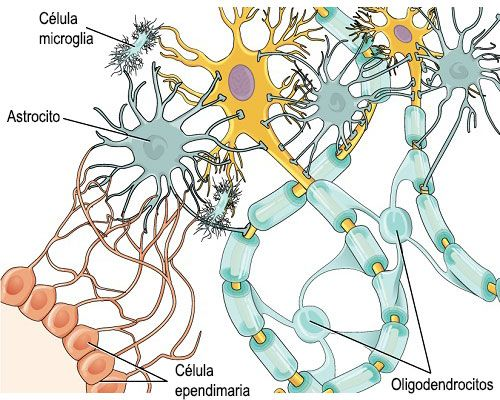 Célula
microglia
Astrocito
Célula
ependimaria
Oligodendrocitos